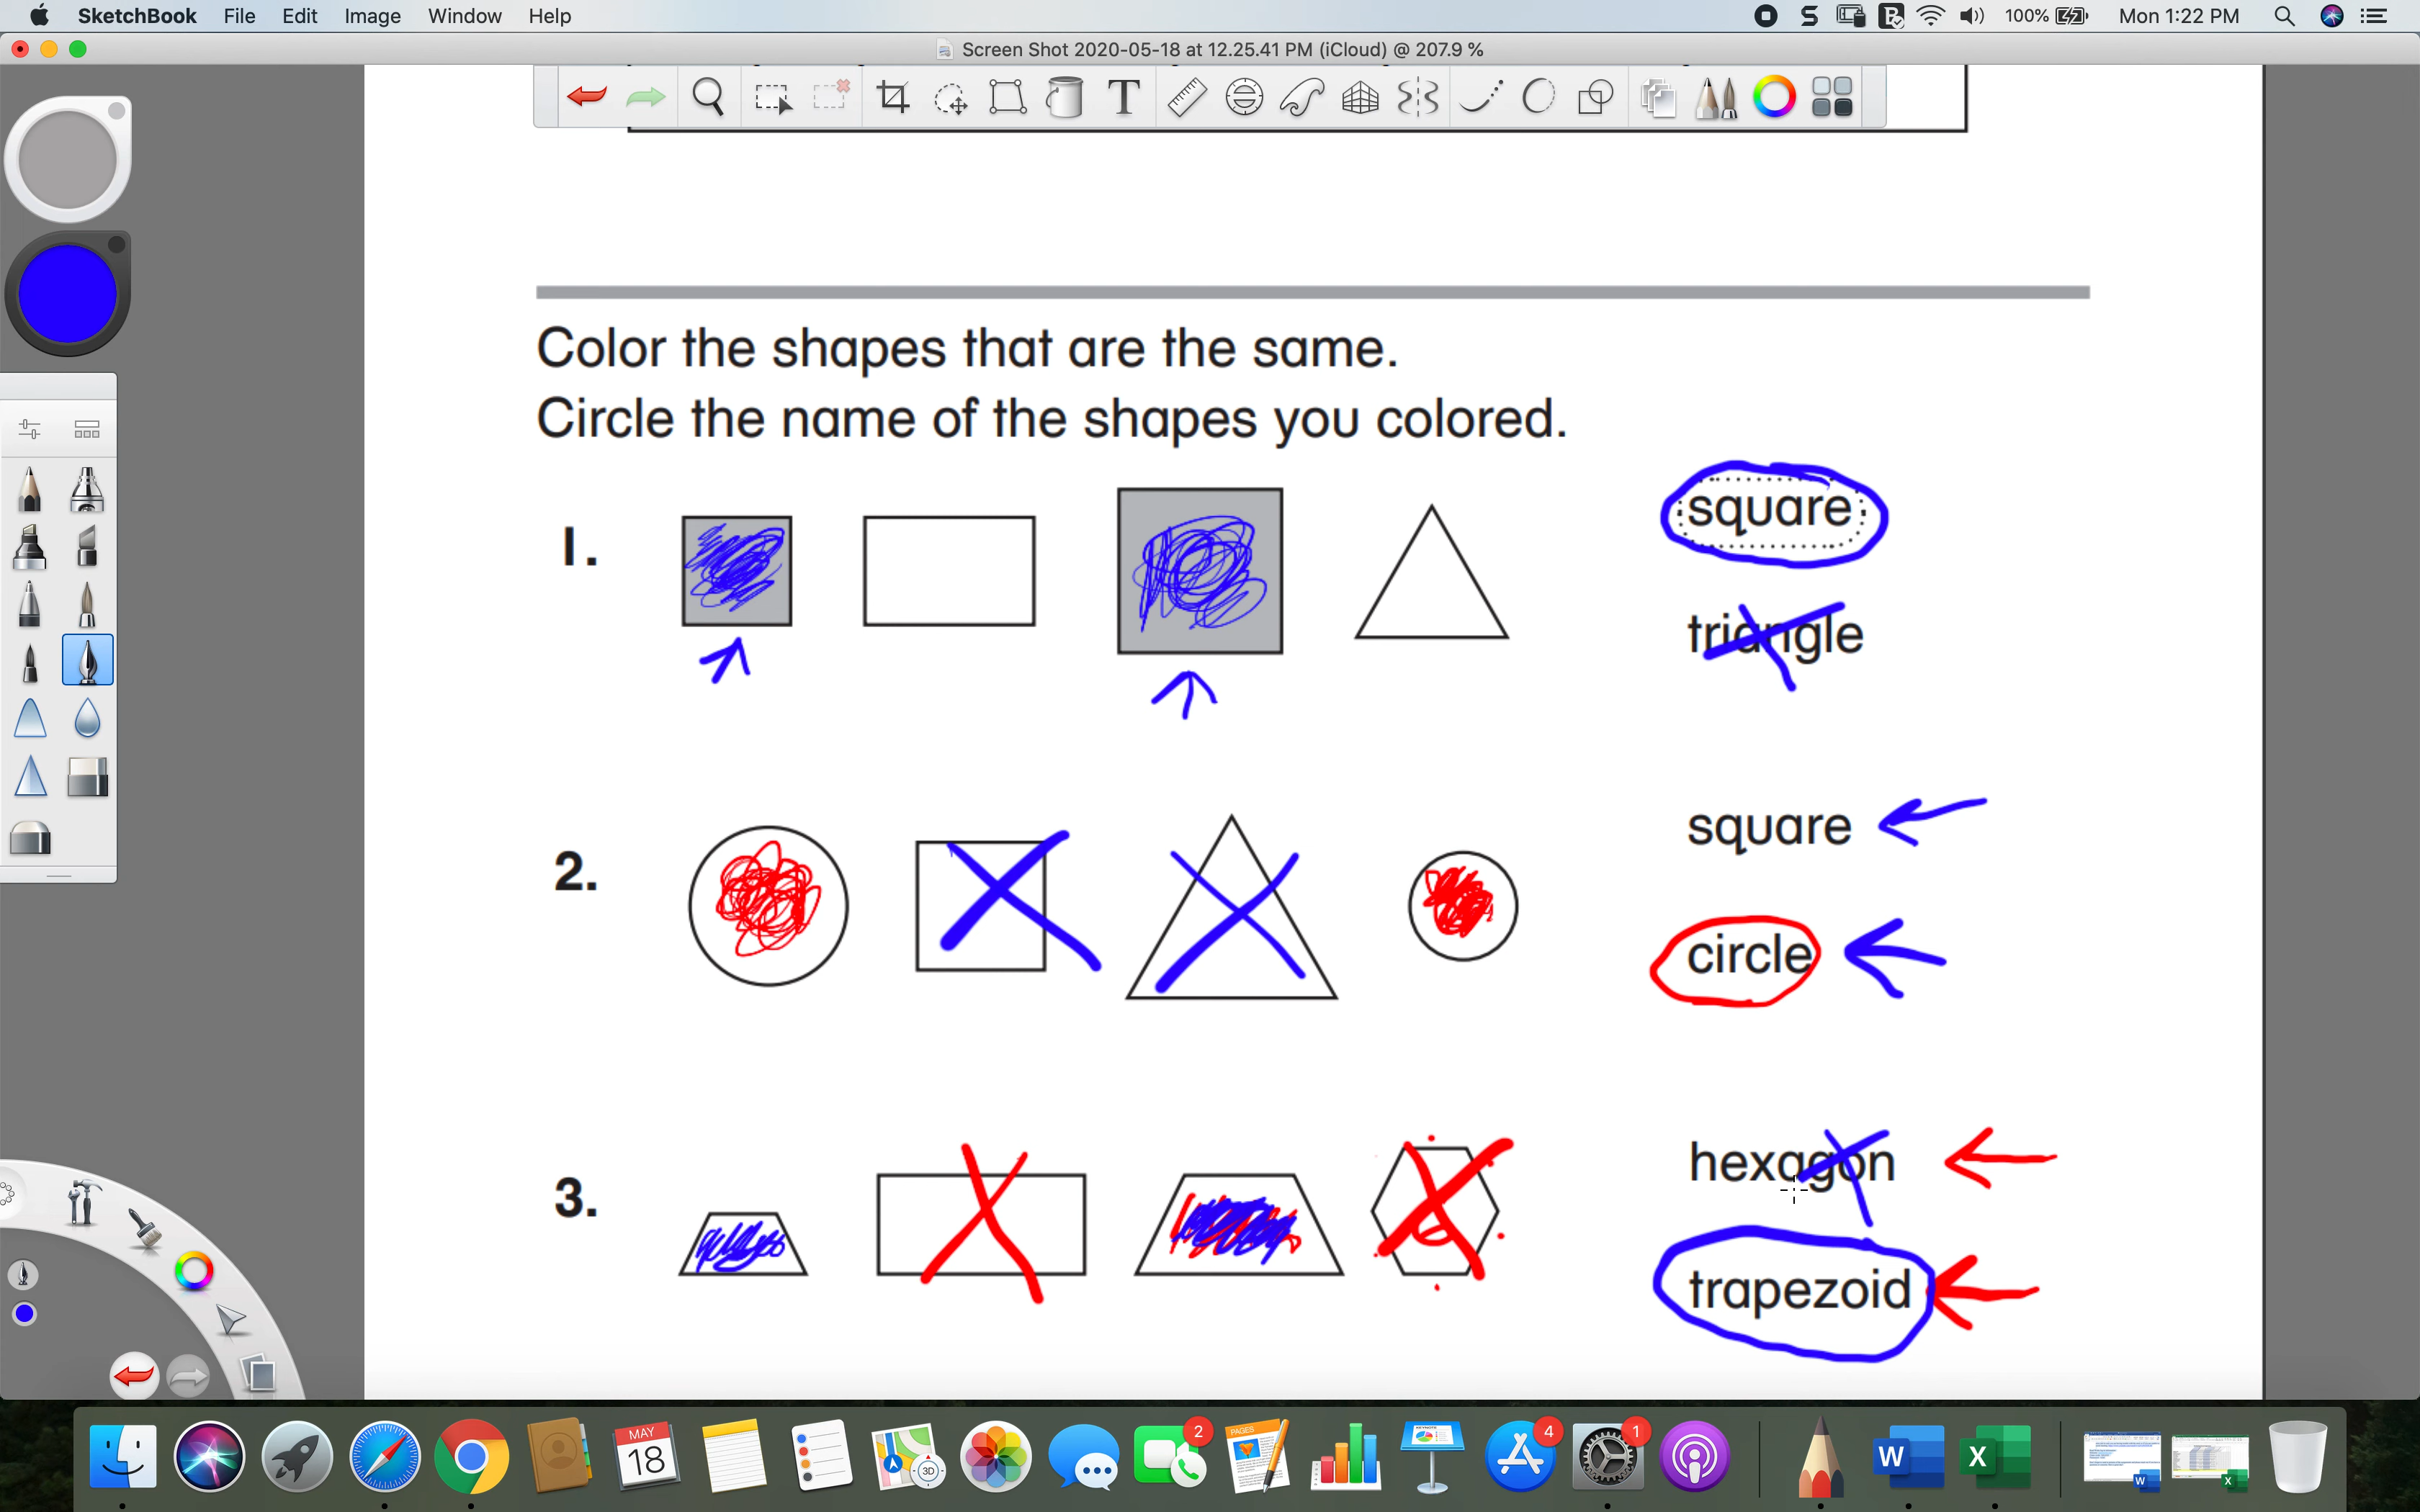 SketchBook File Edit Image Window Help 100% Mon 1:22 PM
Screen Shot 2020-05-18 at 12.25.41 PM (iCloud) @ 207.9 %
Color the shapes that are the same.
Circle the name of the shapes you colored.
1.
square
triangle
2.
square
circle
3.
hexagon
trapezoid
MAY
18
3D
2
PAGES
4
1
W
X
W
X